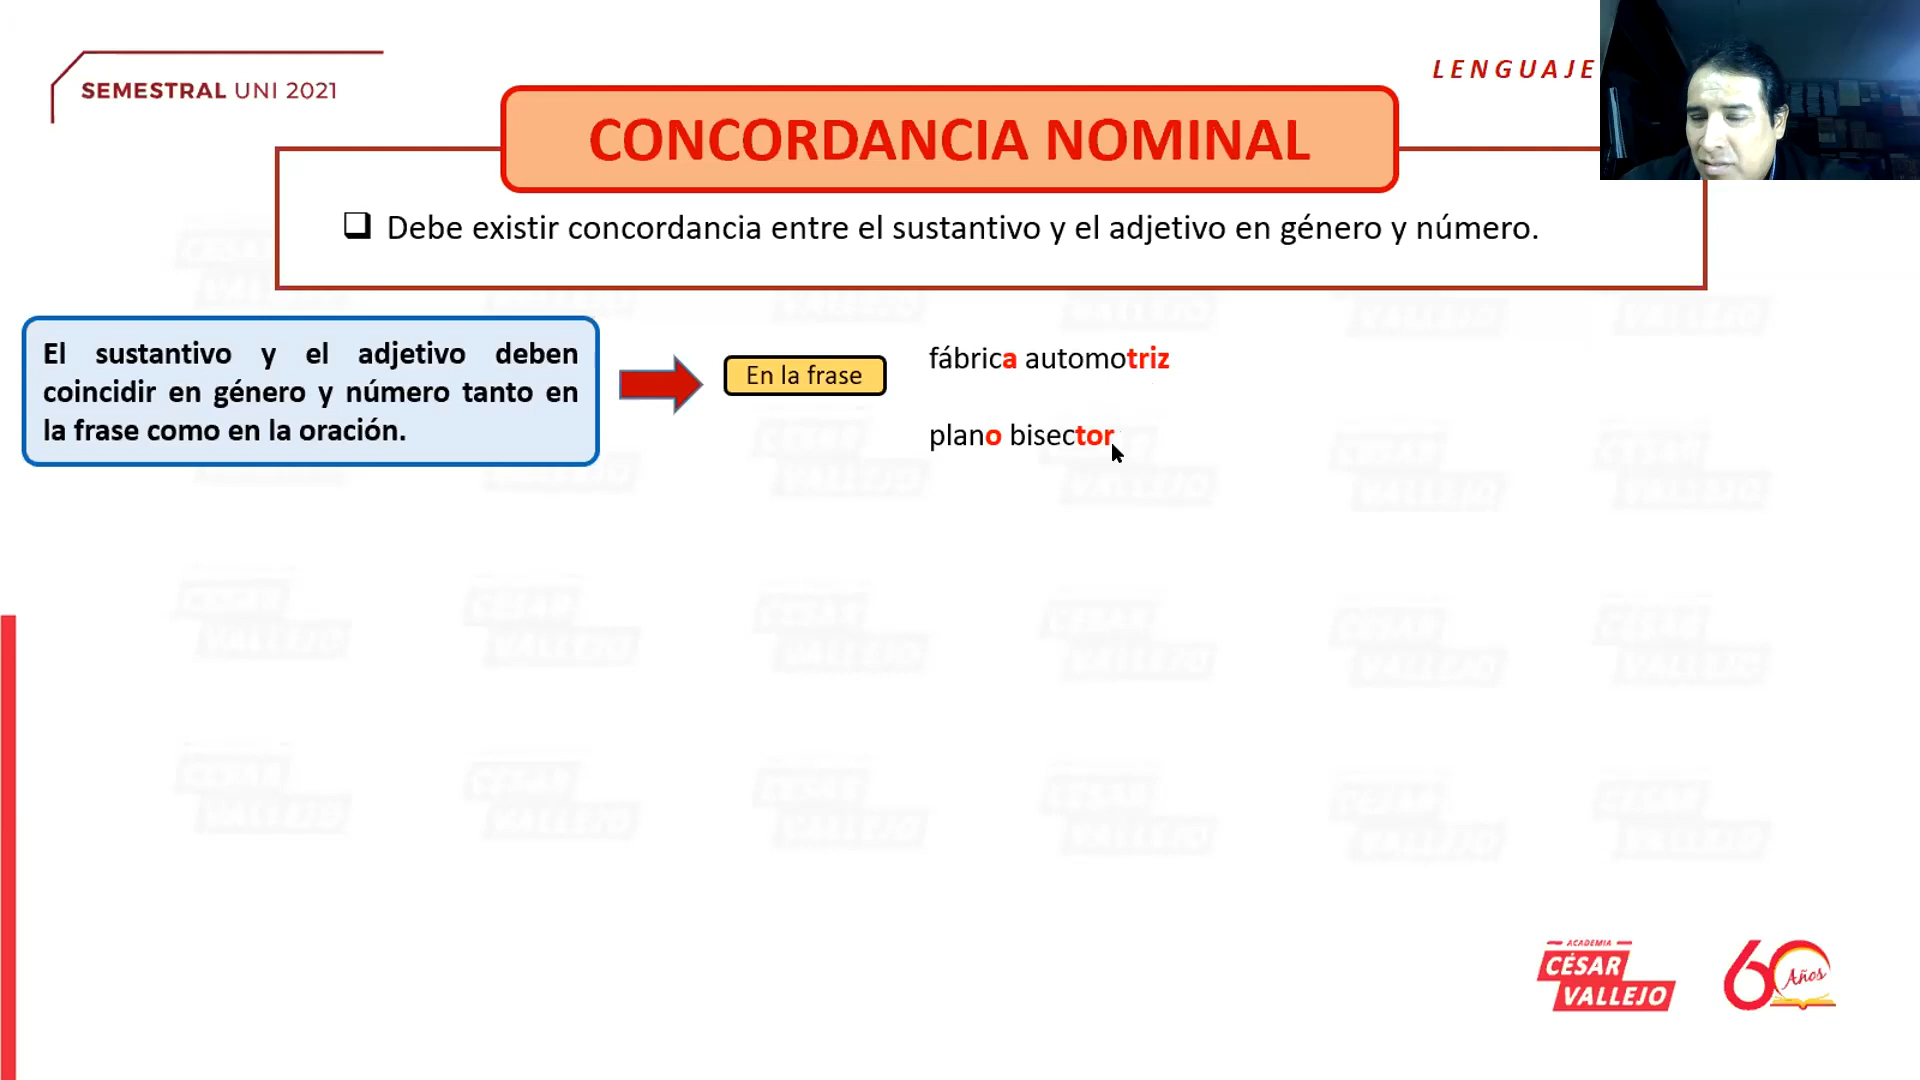 SEMESTRAL UNI 2021
LENGUAJE
CONCORDANCIA NOMINAL
❑ Debe existir concordancia entre el sustantivo y el adjetivo en género y número.
El sustantivo y el adjetivo deben
coincidir en género y número tanto en
la frase como en la oración.
En la frase
fábrica automotriz
plano bisector
ACADEMIA
CÉSAR
VALLEJO
60 Años